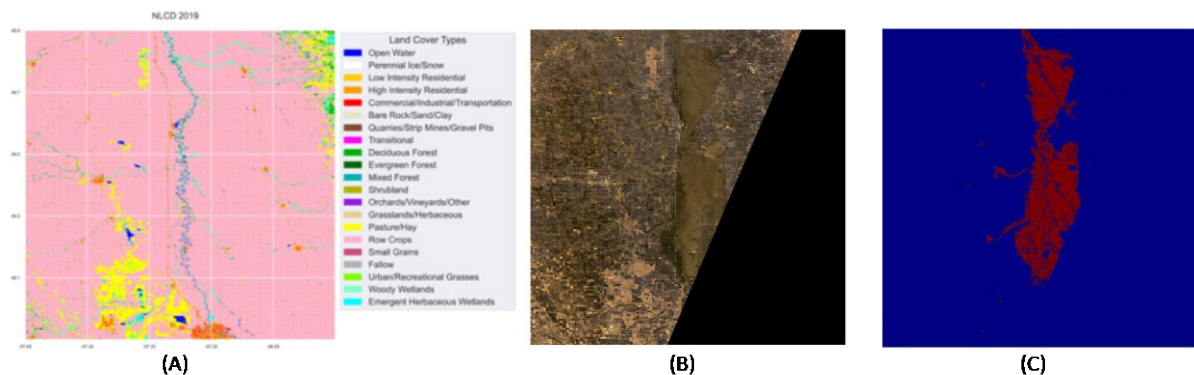 NLCD 2019
Land Cover Types
Open Water
Perennial Ice/Snow
Low Intensity Residential
High Intensity Residential
Commercial/Industrial/Transportation
Bare Rock/Sand/Clay
Quarries/Strip Mines/Gravel Pits
Transitional
Deciduous Forest
Evergreen Forest
Mixed Forest
Shrubland
Orchards/Vineyards/Other
Grasslands/Herbaceous
Pasture/Hay
Row Crops
Small Grains
Fallow
Urban/Recreational Grasses
Woody Wetlands
Emergent Herbaceous Wetlands
(A)
(B)
(C)